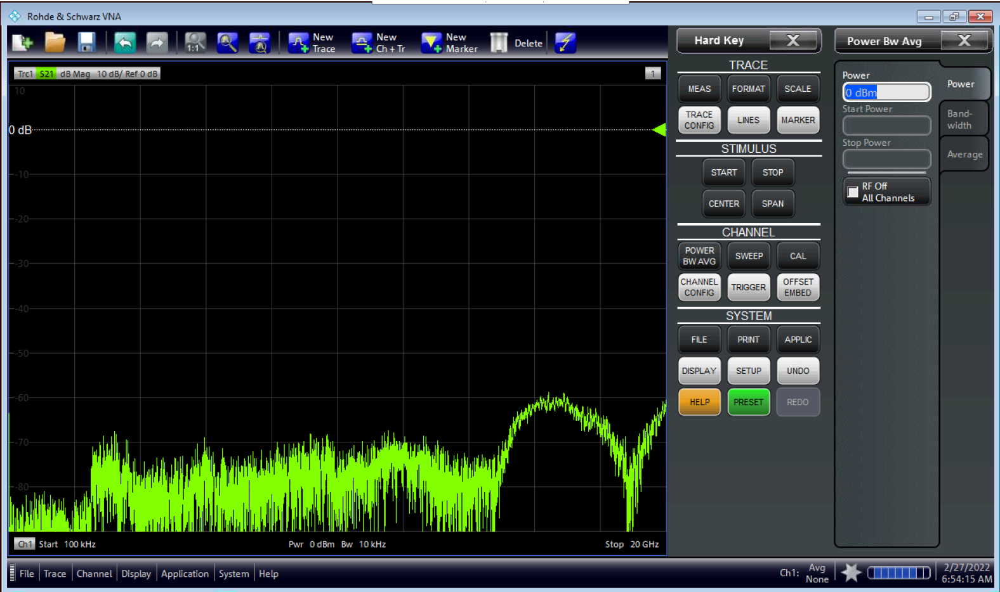 Rohde & Schwarz VNA
1:1
New Trace
New Ch + Tr
New Marker
Delete
Trc1 S21 dB Mag 10 dB/ Ref 0 dB
1
10
0 dB
-10
-20
-30
-40
-50
-60
-70
-80
Ch1 Start 100 kHz
Pwr 0 dBm Bw 10 kHz
Stop 20 GHz
Hard Key
X
TRACE
MEAS
FORMAT
SCALE
TRACE
CONFIG
LINES
MARKER
STIMULUS
START
STOP
CENTER
SPAN
CHANNEL
POWER
BW AVG
SWEEP
CAL
CHANNEL
CONFIG
TRIGGER
OFFSET
EMBED
SYSTEM
FILE
PRINT
APPLIC
DISPLAY
SETUP
UNDO
HELP
PRESET
REDO
Power Bw Avg
X
Power
0 dBm
Start Power
Stop Power
RF Off
All Channels
Power
Band-
width
Average
File Trace Channel Display Application System Help
Ch1:
Avg
None
2/27/2022
6:54:15 AM